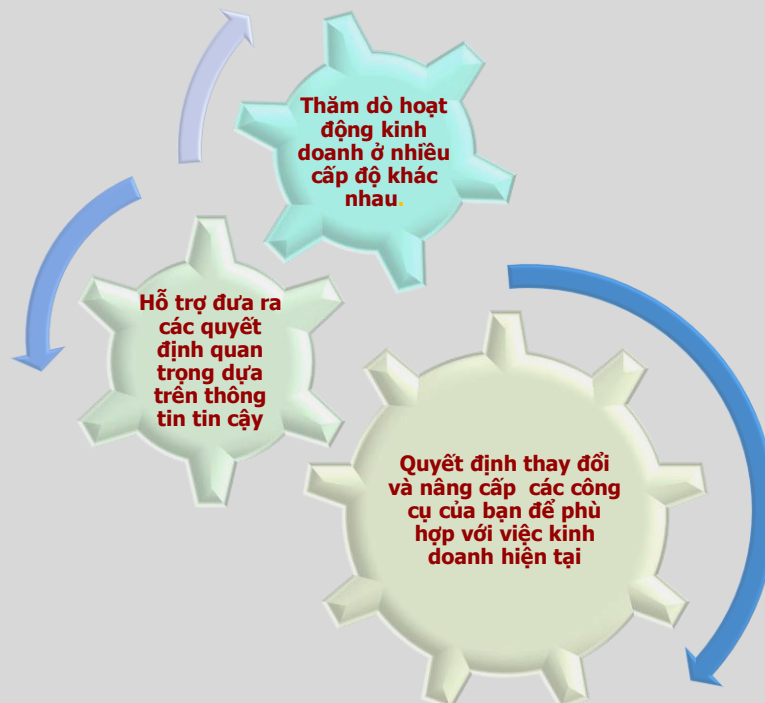 Thăm dò hoạt
động kinh
doanh ở nhiều
cấp độ khác
nhau.
Hỗ trợ đưa ra
các quyết
định quan
trọng dựa
trên thông
tin tin cậy
Quyết định thay đổi
và nâng cấp các công
cụ của bạn để phù
hợp với việc kinh
doanh hiện tại